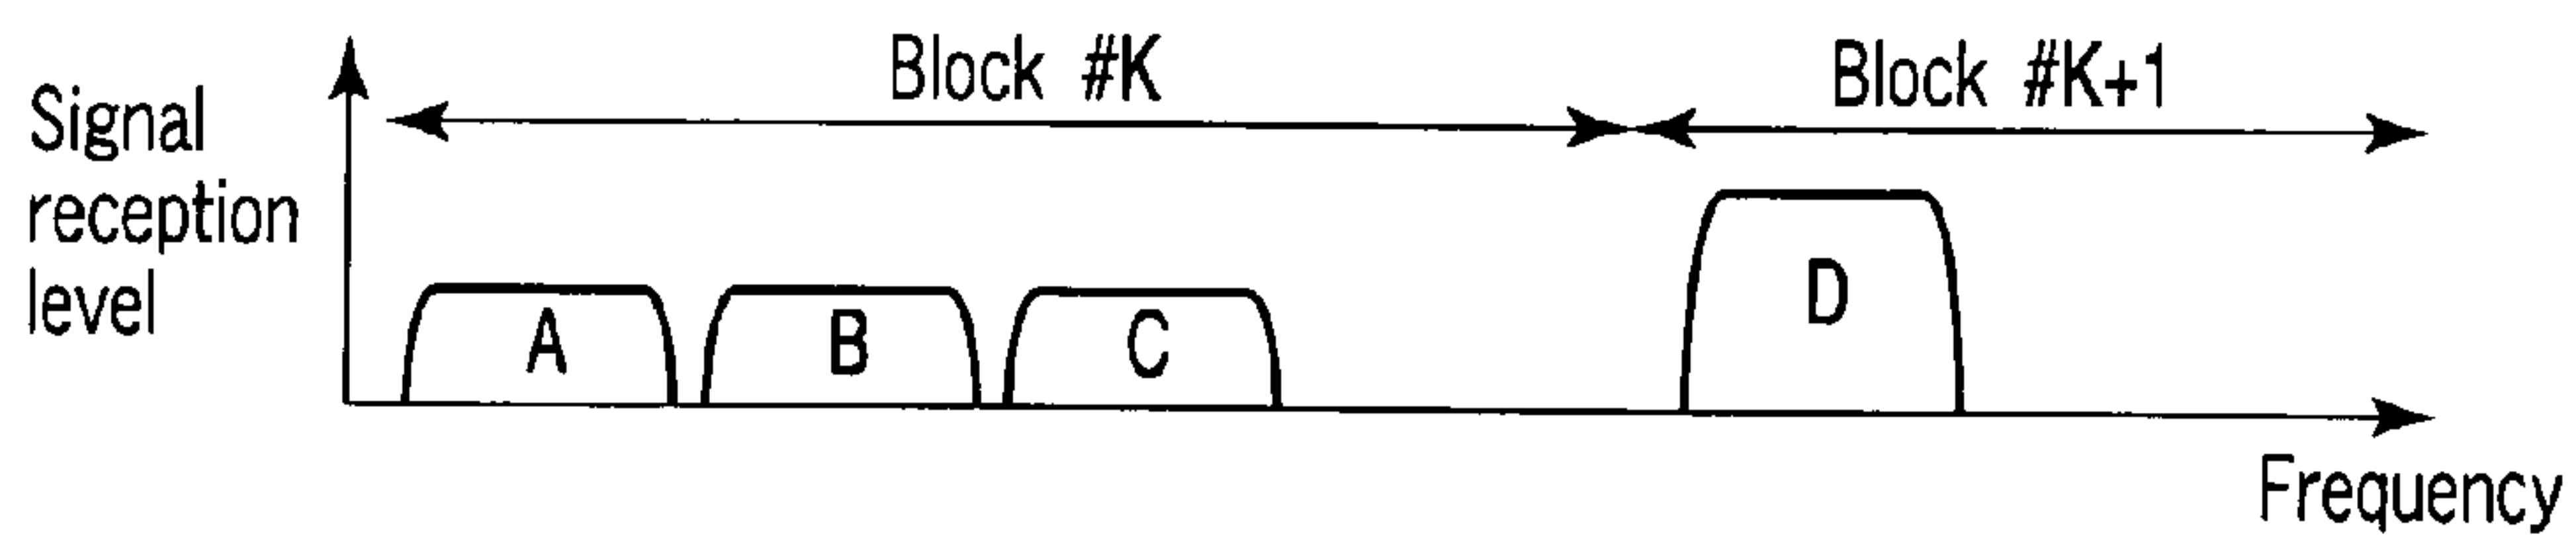 Block #K
Block #K+1
Signal
reception
level
A
B
C
D
Frequency